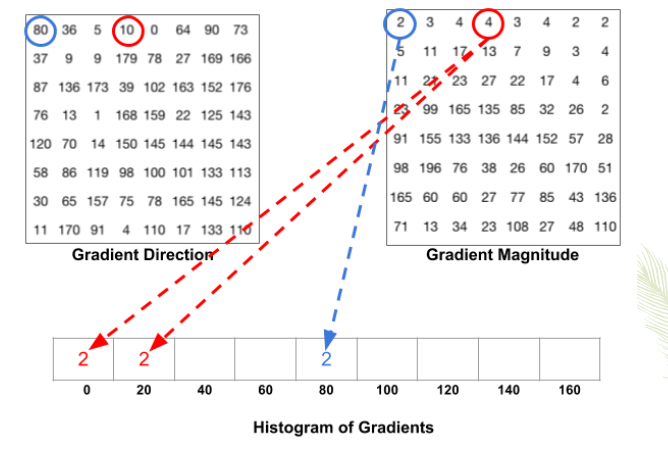 80 36 5 10 0 64 90 73
37 9 9 179 78 27 169 166
87 136 173 39 102 163 152 176
76 13 1 168 159 22 125 143
120 70 14 150 145 144 145 143
58 86 119 98 100 101 133 113
30 65 157 75 78 165 145 124
11 170 91 4 110 17 133 110
Gradient Direction
2 3 4 4 3 4 2 2
5 11 17 13 7 9 3 4
11 21 23 27 22 17 4 6
23 99 165 135 85 32 26 2
91 155 133 136 144 152 57 28
98 196 76 38 26 60 170 51
165 60 60 27 77 85 43 136
71 13 34 23 108 27 48 110
Gradient Magnitude
2 2 2
0 20 40 60 80 100 120 140 160
Histogram of Gradients